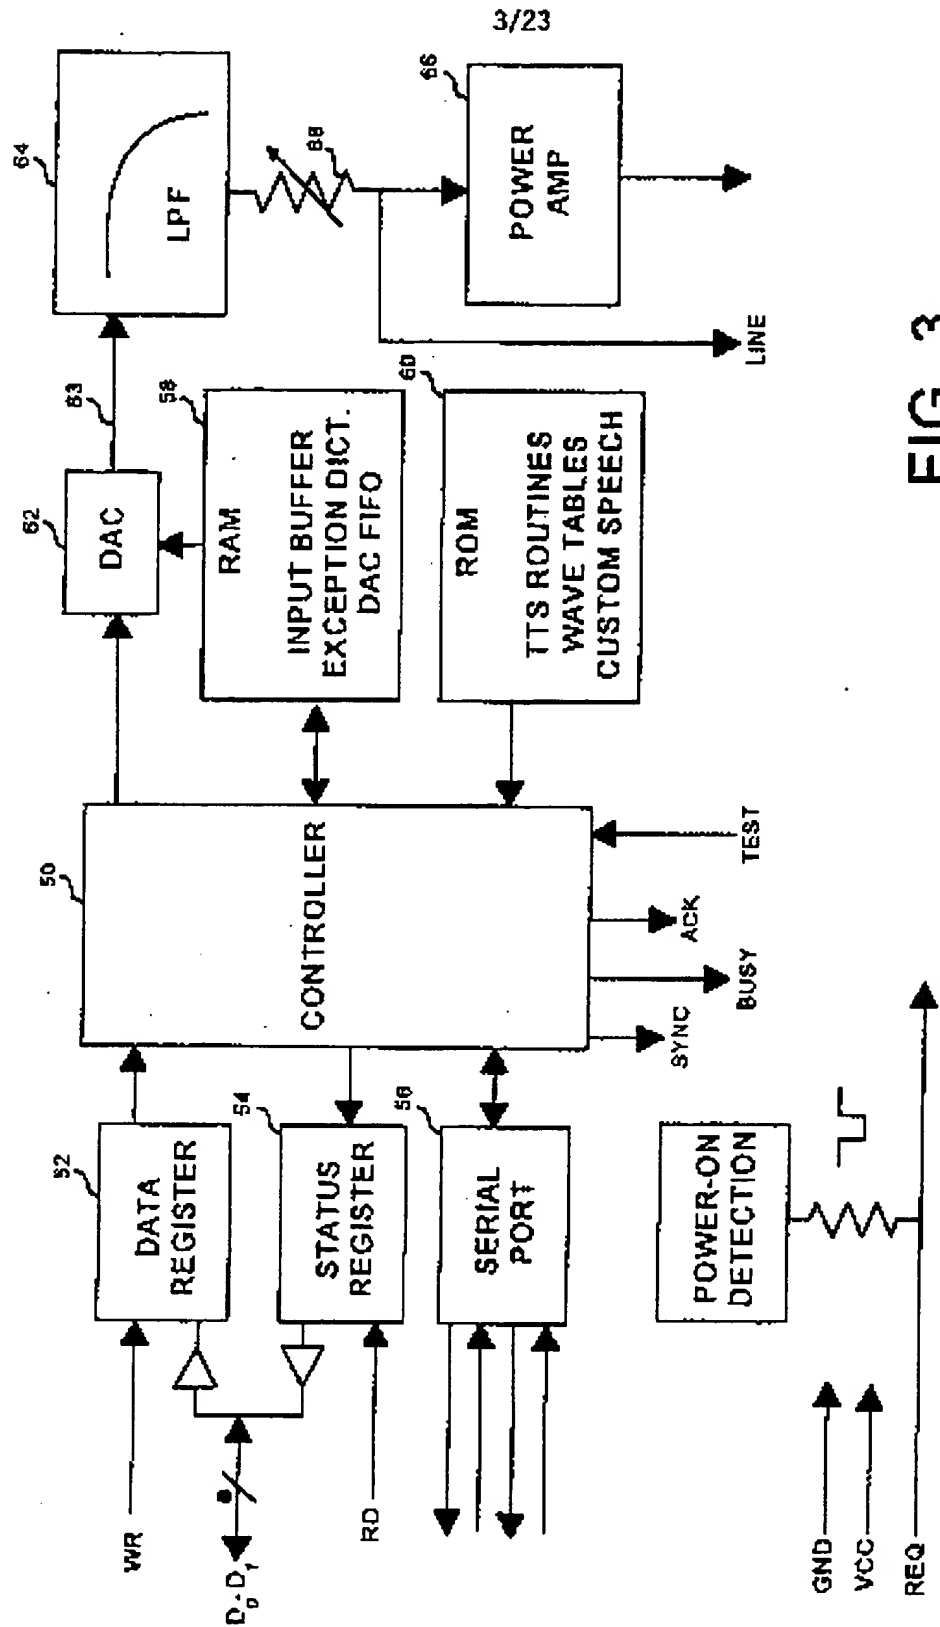 3/23
64
LPF
68
66
POWER
AMP
LINE
62
DAC
63
58
RAM
INPUT BUFFER
EXCEPTION DICT.
DAC FIFO
60
ROM
TTS ROUTINES
WAVE TABLES
CUSTOM SPEECH
50
CONTROLLER
SYNC
BUSY
ACK
TEST
52
DATA
REGISTER
54
STATUS
REGISTER
56
SERIAL
PORT
WR
8
RD
POWER-ON
DETECTION
GND
VCC
REQ
FIG. 3